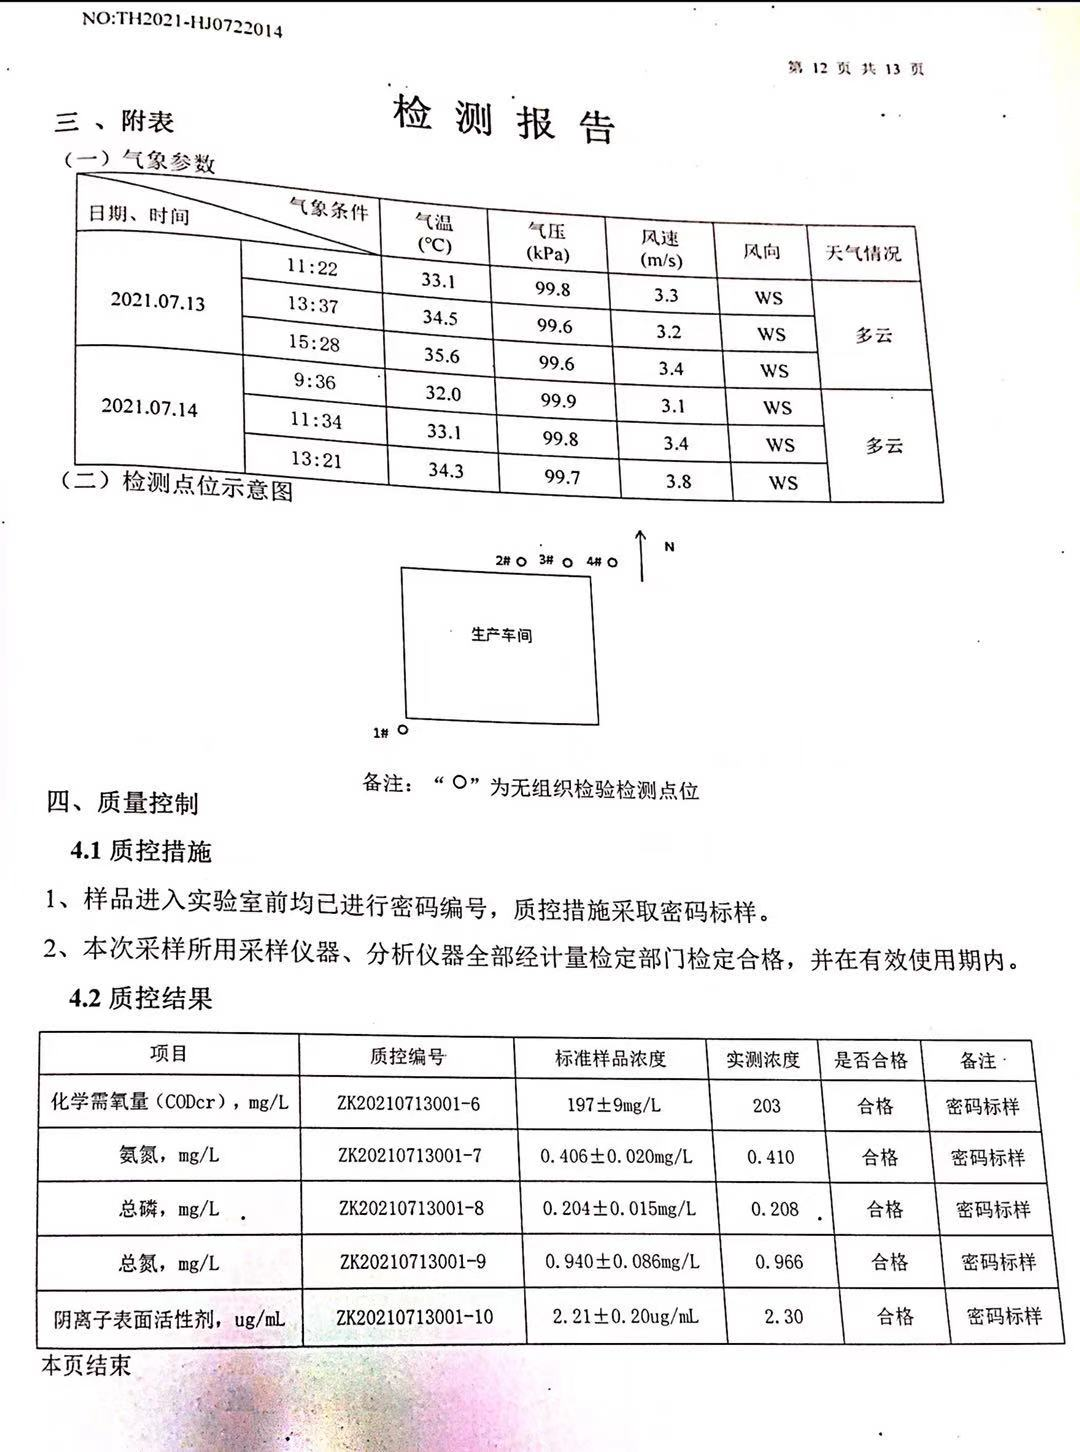 NO:TH2021-HJ0722014
第 12 页 共 13 页
检 测 报 告
三 、附表
（一）气象参数
日期、时间 气象条件 气温(℃) 气压(kPa) 风速(m/s) 风向 天气情况
2021.07.13 11:22 33.1 99.8 3.3 WS 多云
13:37 34.5 99.6 3.2 WS
15:28 35.6 99.6 3.4 WS
2021.07.14 9:36 32.0 99.9 3.1 WS 多云
11:34 33.1 99.8 3.4 WS
13:21 34.3 99.7 3.8 WS
（二）检测点位示意图
2# 3# 4# N
生产车间
1#
备注：“○”为无组织检验检测点位
四、质量控制
4.1 质控措施
1、样品进入实验室前均已进行密码编号，质控措施采取密码标样。
2、本次采样所用采样仪器、分析仪器全部经计量检定部门检定合格，并在有效使用期内。
4.2 质控结果
项目 质控编号 标准样品浓度 实测浓度 是否合格 备注
化学需氧量（CODcr），mg/L ZK20210713001-6 197±9mg/L 203 合格 密码标样
氨氮，mg/L ZK20210713001-7 0.406±0.020mg/L 0.410 合格 密码标样
总磷，mg/L ZK20210713001-8 0.204±0.015mg/L 0.208 合格 密码标样
总氮，mg/L ZK20210713001-9 0.940±0.086mg/L 0.966 合格 密码标样
阴离子表面活性剂，ug/mL ZK20210713001-10 2.21±0.20ug/mL 2.30 合格 密码标样
本页结束